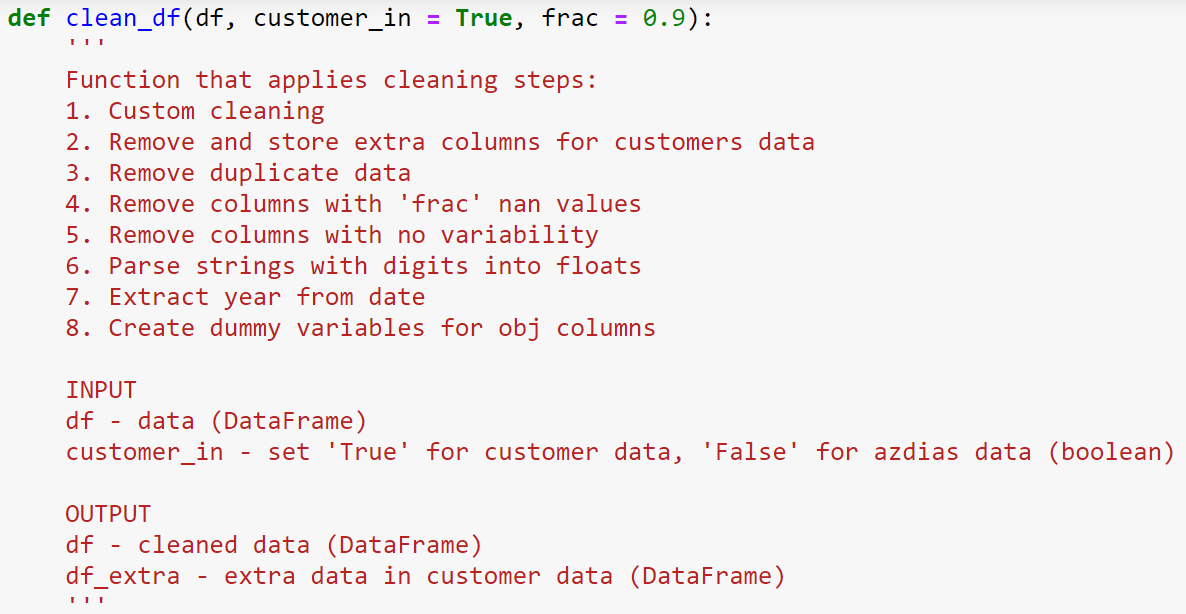 def clean_df(df, customer_in = True, frac = 0.9):
'''
Function that applies cleaning steps:
1. Custom cleaning
2. Remove and store extra columns for customers data
3. Remove duplicate data
4. Remove columns with 'frac' nan values
5. Remove columns with no variability
6. Parse strings with digits into floats
7. Extract year from date
8. Create dummy variables for obj columns
INPUT
df - data (DataFrame)
customer_in - set 'True' for customer data, 'False' for azdias data (boolean)
OUTPUT
df - cleaned data (DataFrame)
df_extra - extra data in customer data (DataFrame)
'''